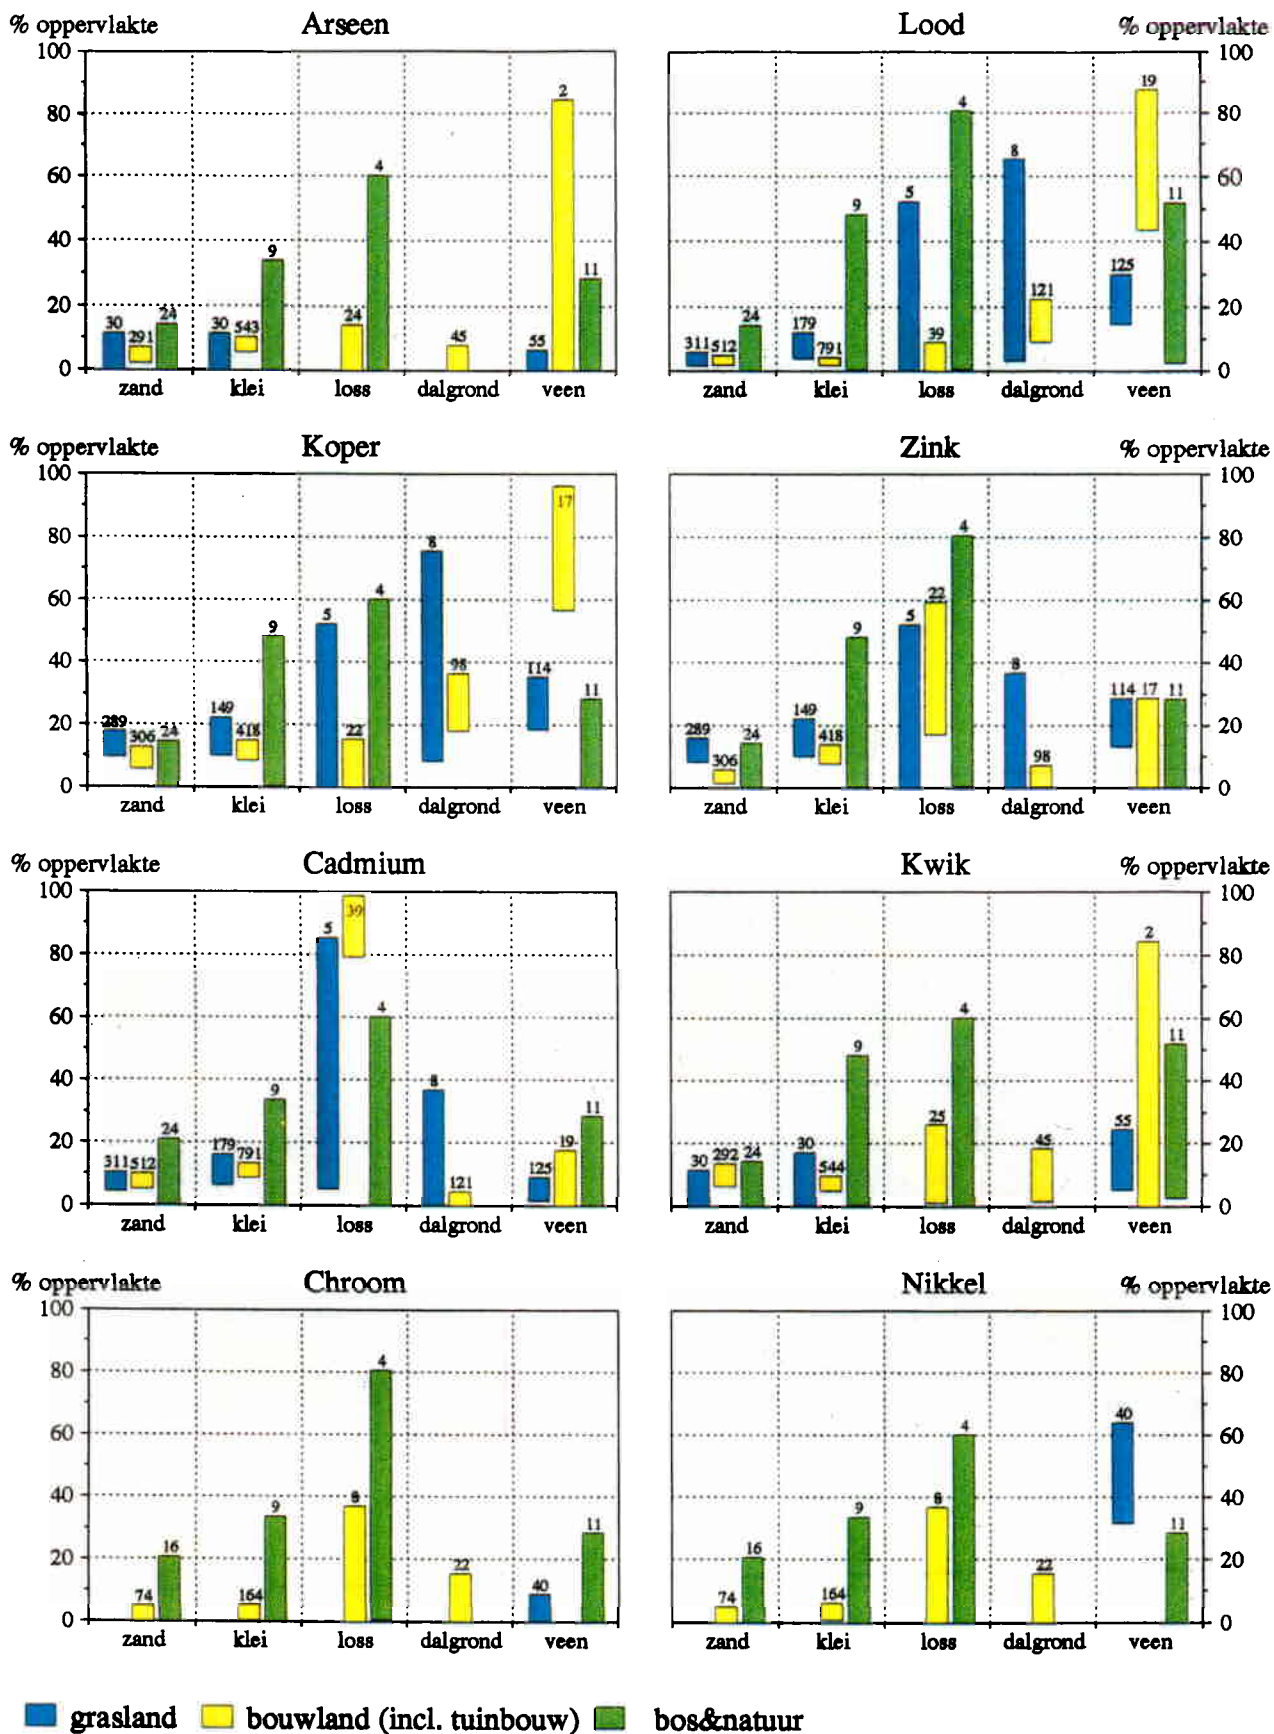 % oppervlakte Arseen
100
80
60
40
20
0
30 291 24
30 543 9
24 4
45
55 2 11
zand klei loss dalgrond veen
Lood % oppervlakte
100
80
60
40
20
0
311 512 24
179 791 9
5 39 4
8 121
125 19 11
zand klei loss dalgrond veen
% oppervlakte Koper
100
80
60
40
20
0
289 306 24
149 418 9
5 22 4
8 98
114 17 11
zand klei loss dalgrond veen
Zink % oppervlakte
100
80
60
40
20
0
289 306 24
149 418 9
5 22 4
8 98
114 17 11
zand klei loss dalgrond veen
% oppervlakte Cadmium
100
80
60
40
20
0
311 512 24
179 791 9
5 39 4
8 121
125 19 11
zand klei loss dalgrond veen
Kwik % oppervlakte
100
80
60
40
20
0
30 292 24
30 544 9
25 4
45
55 2 11
zand klei loss dalgrond veen
% oppervlakte Chroom
100
80
60
40
20
0
74 16
164 9
8 4
22
40 11
zand klei loss dalgrond veen
Nikkel % oppervlakte
100
80
60
40
20
0
74 16
164 9
8 4
22
40 11
zand klei loss dalgrond veen
grasland bouwland (incl. tuinbouw) bos&natuur